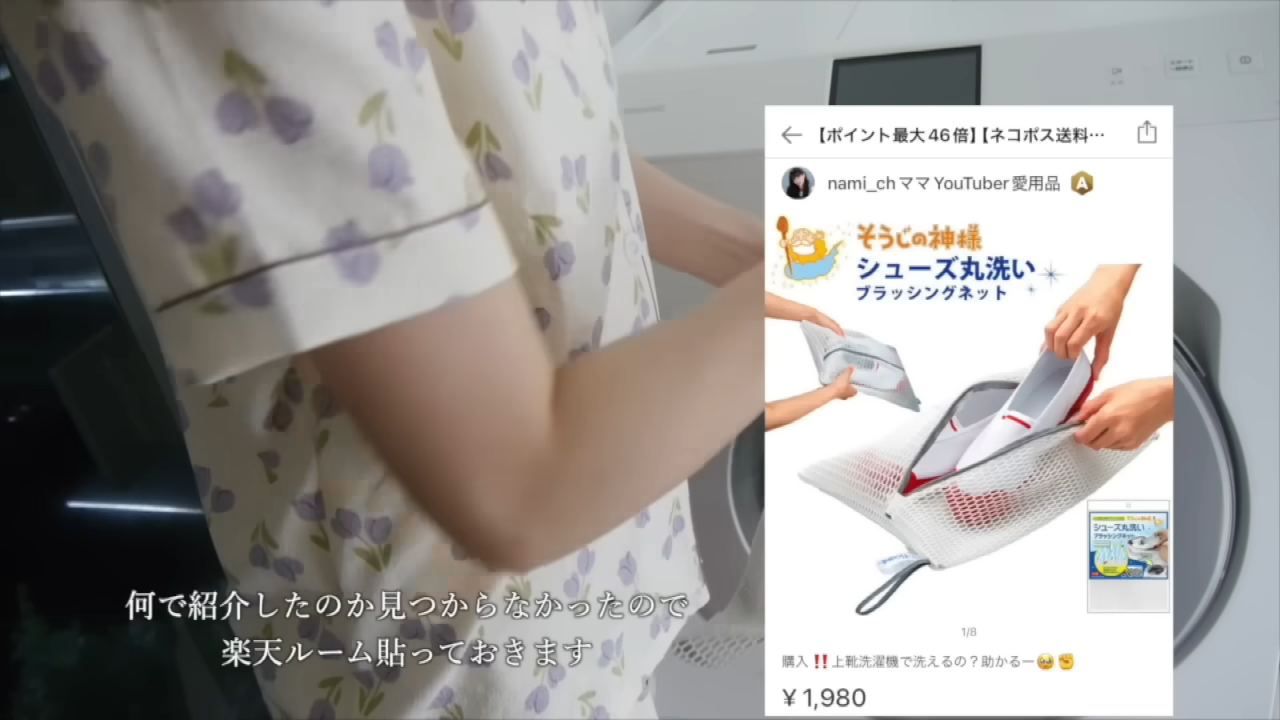 【ポイント最大46倍】【ネコポス送料…
nami_chママYouTuber愛用品
A
そうじの神様
シューズ丸洗い
ブラッシングネット
シューズ丸洗い
ブラッシングネット
1/8
購入‼️上靴洗濯機で洗えるの？助かるー🥹✊
¥1,980
何で紹介したのか見つからなかったので
楽天ルーム貼っておきます